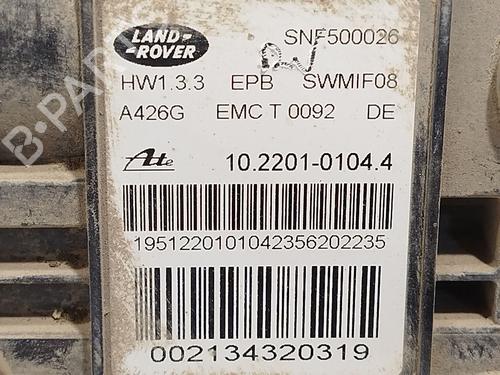 LAND-
-ROVER
SNF500026
HW1.3.3 EPB SWMIF08
A426G EMC T 0092 DE
Ate 10.2201-0104.4
1951220101042356202235
002134320319
B-PARTS